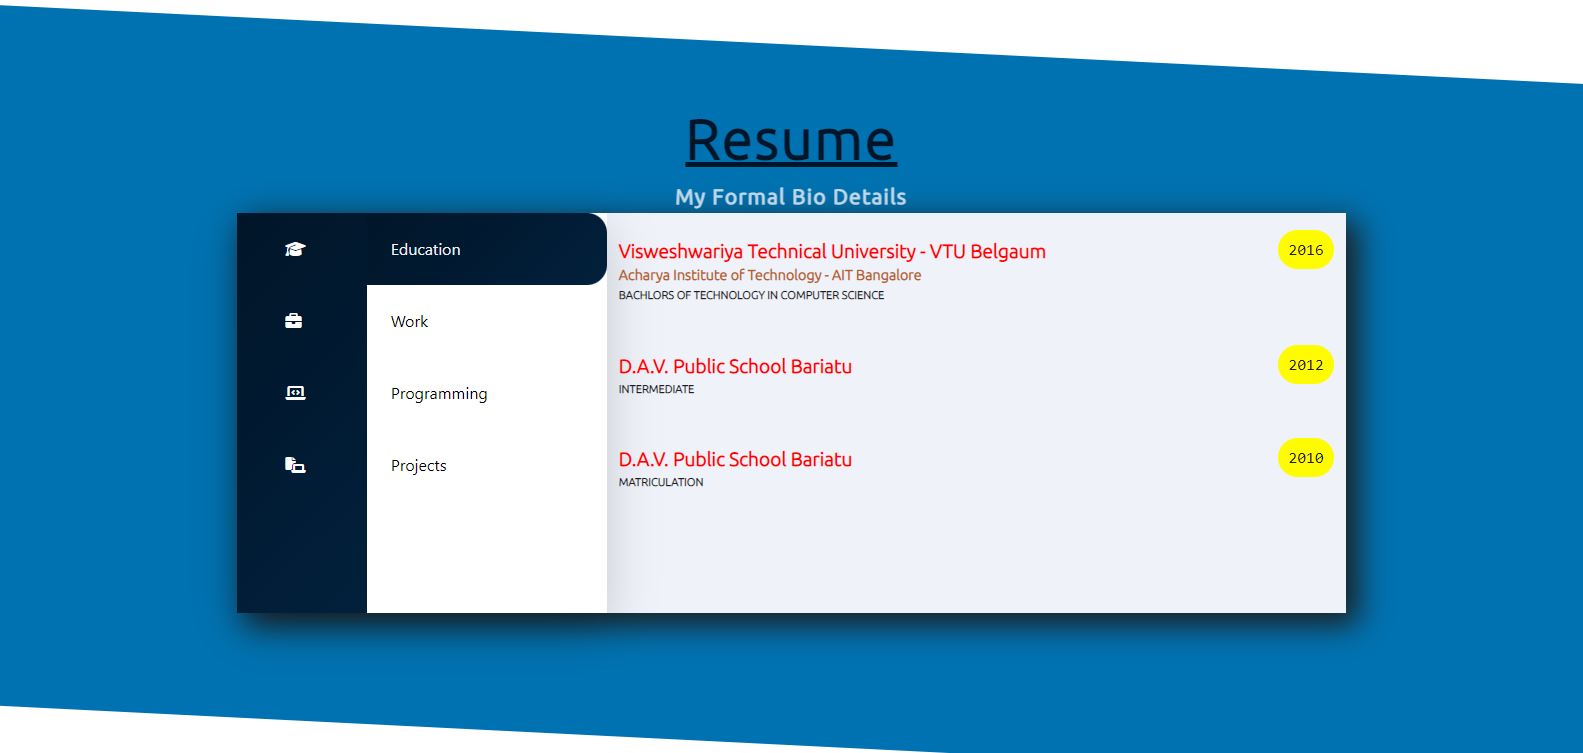 Resume
My Formal Bio Details
Education
Work
Programming
Projects
Visweshwariya Technical University - VTU Belgaum
2016
Acharya Institute of Technology - AIT Bangalore
BACHLORS OF TECHNOLOGY IN COMPUTER SCIENCE
D.A.V. Public School Bariatu
2012
INTERMEDIATE
D.A.V. Public School Bariatu
2010
MATRICULATION